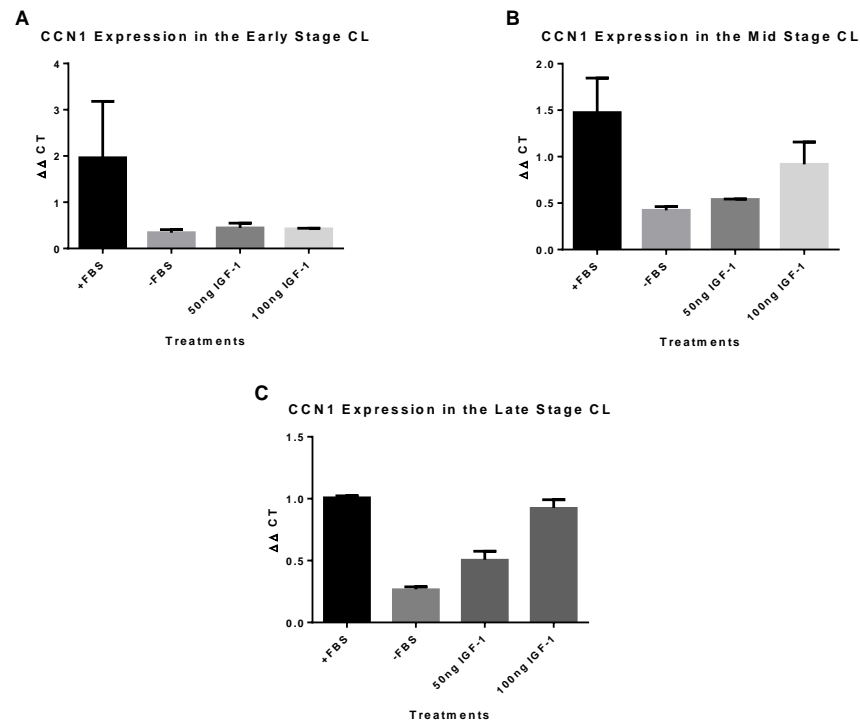 A
CCN1 Expression in the Early Stage CL
4
3
2
1
0
ΔΔ CT
+FBS
-FBS
50ng IGF-1
100ng IGF-1
Treatments
B
CCN1 Expression in the Mid Stage CL
2.0
1.5
1.0
0.5
0.0
ΔΔ CT
+FBS
-FBS
50ng IGF-1
100ng IGF-1
Treatments
C
CCN1 Expression in the Late Stage CL
1.5
1.0
0.5
0.0
ΔΔ CT
+FBS
-FBS
50ng IGF-1
100ng IGF-1
Treatments